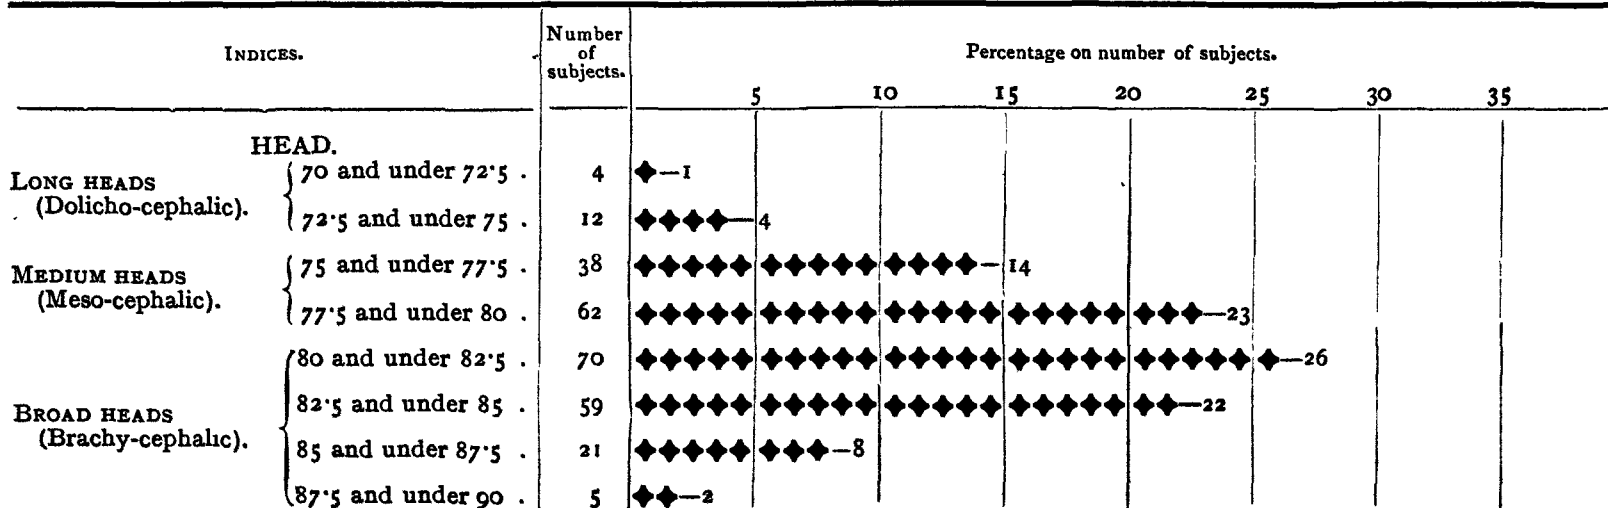 INDICES. Number of subjects. Percentage on number of subjects.
5 10 15 20 25 30 35
HEAD.
LONG HEADS (Dolicho-cephalic).
70 and under 72·5 . 4 —1
72·5 and under 75 . 12 —4
MEDIUM HEADS (Meso-cephalic).
75 and under 77·5 . 38 —14
77·5 and under 80 . 62 —23
BROAD HEADS (Brachy-cephalic).
80 and under 82·5 . 70 —26
82·5 and under 85 . 59 —22
85 and under 87·5 . 21 —8
87·5 and under 90 . 5 —2